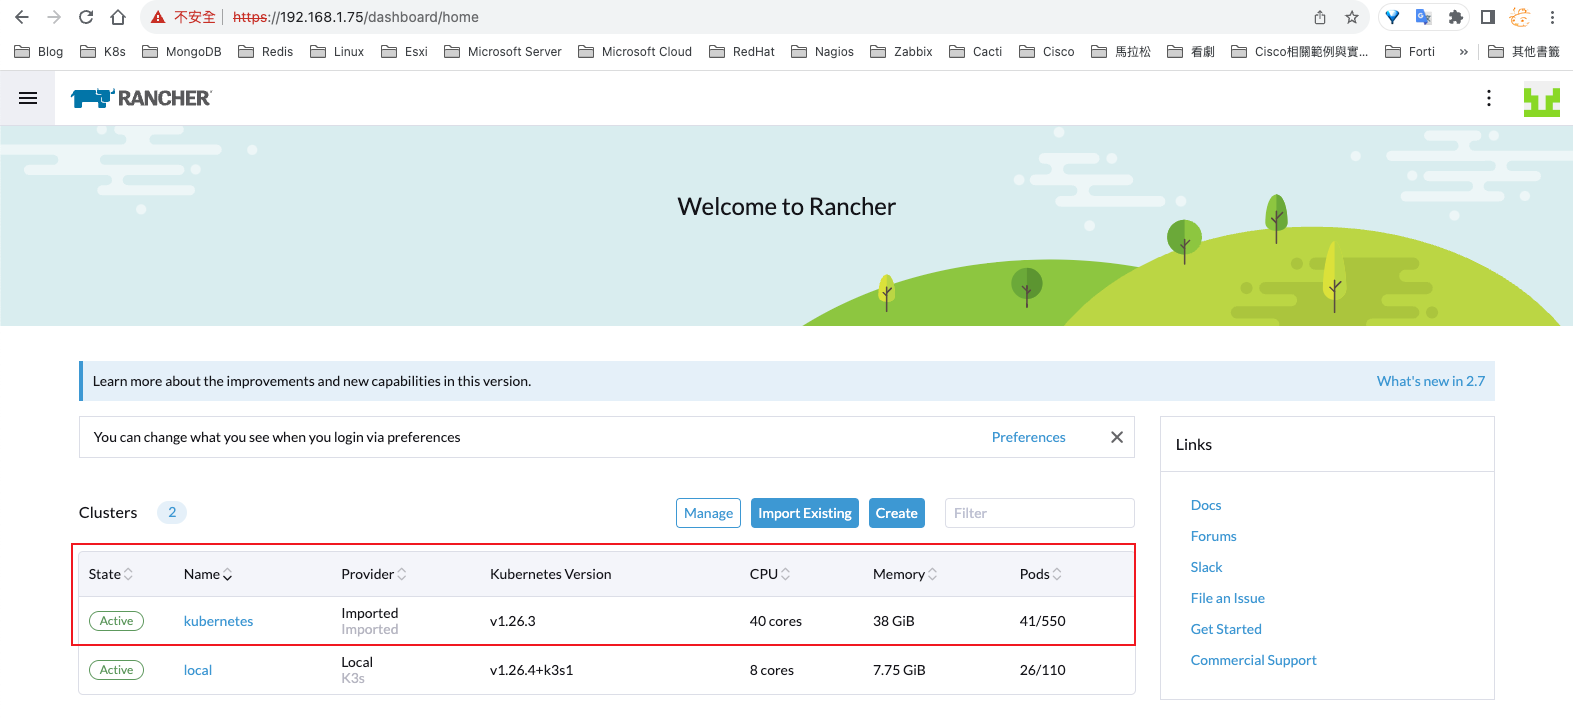 不安全 https://192.168.1.75/dashboard/home
Blog K8s MongoDB Redis Linux Esxi Microsoft Server Microsoft Cloud RedHat Nagios Zabbix Cacti Cisco 馬拉松 看劇 Cisco相關範例與實... Forti » 其他書籤
RANCHER
Welcome to Rancher
Learn more about the improvements and new capabilities in this version. What's new in 2.7
You can change what you see when you login via preferences Preferences
Links
Docs
Forums
Slack
File an Issue
Get Started
Commercial Support
Clusters 2 Manage Import Existing Create Filter
State Name Provider Kubernetes Version CPU Memory Pods
Active kubernetes Imported v1.26.3 40 cores 38 GiB 41/550
Imported
Active local Local v1.26.4+k3s1 8 cores 7.75 GiB 26/110
K3s